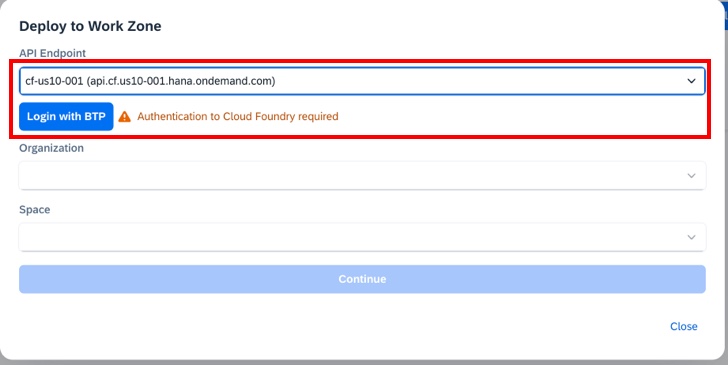 Deploy to Work Zone
API Endpoint
cf-us10-001 (api.cf.us10-001.hana.ondemand.com)
Login with BTP
Authentication to Cloud Foundry required
Organization
Space
Continue
Close